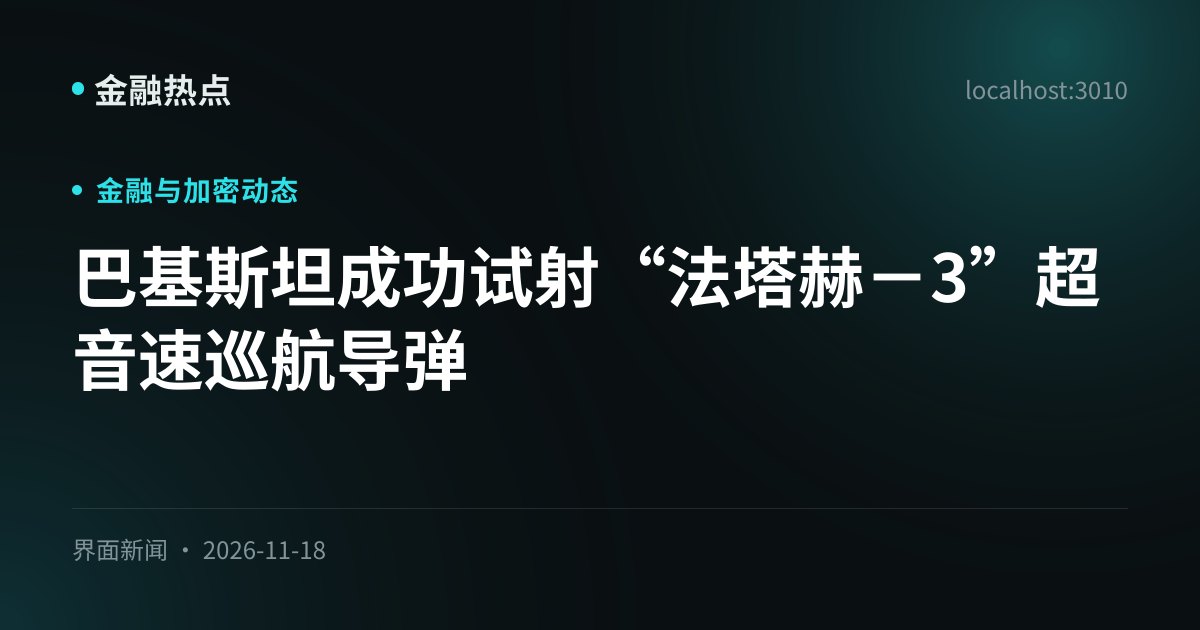 金融热点
localhost:3010
金融与加密动态
巴基斯坦成功试射“法塔赫－3”超
音速巡航导弹
界面新闻 • 2026-11-18